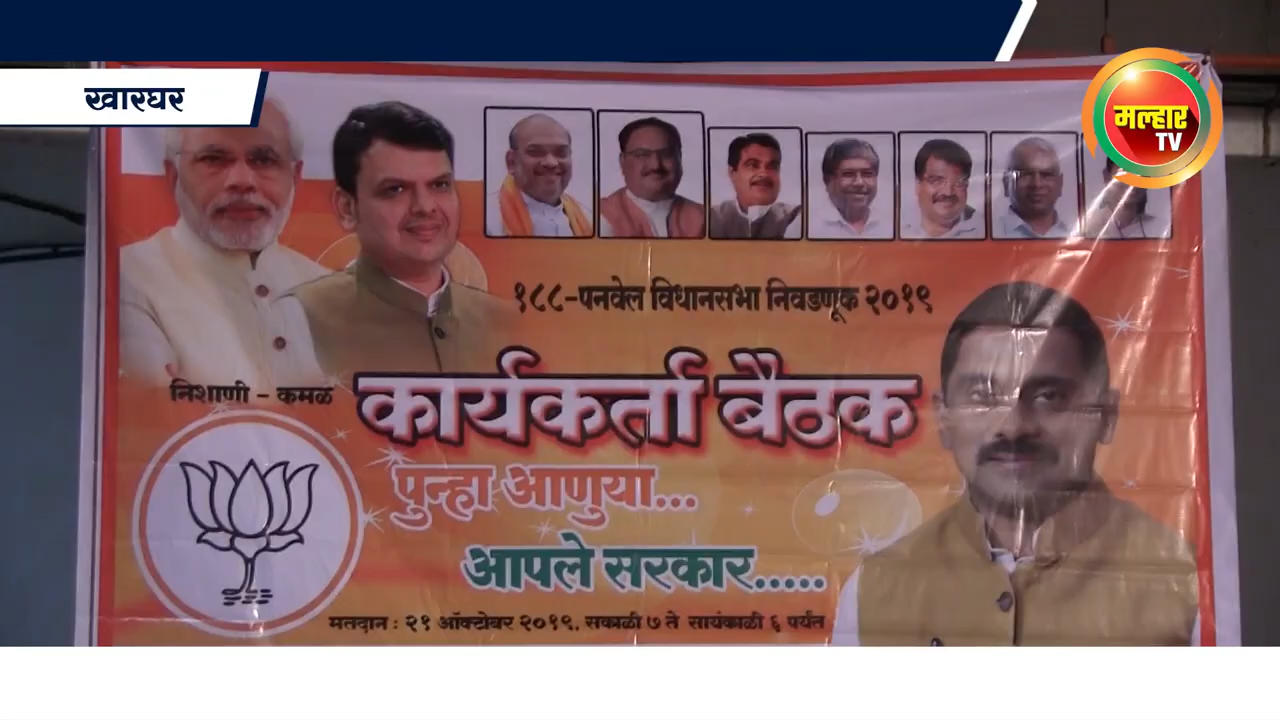 खारघर
मल्हार
TV
१८८-पनवेल विधानसभा निवडणूक २०१९
निशाणी - कमळ
कार्यकर्ता बैठक
पुन्हा आणुया...
आपले सरकार.....
मतदान : २१ ऑक्टोबर २०१९, सकाळी ७ ते सायंकाळी ६ पर्यंत